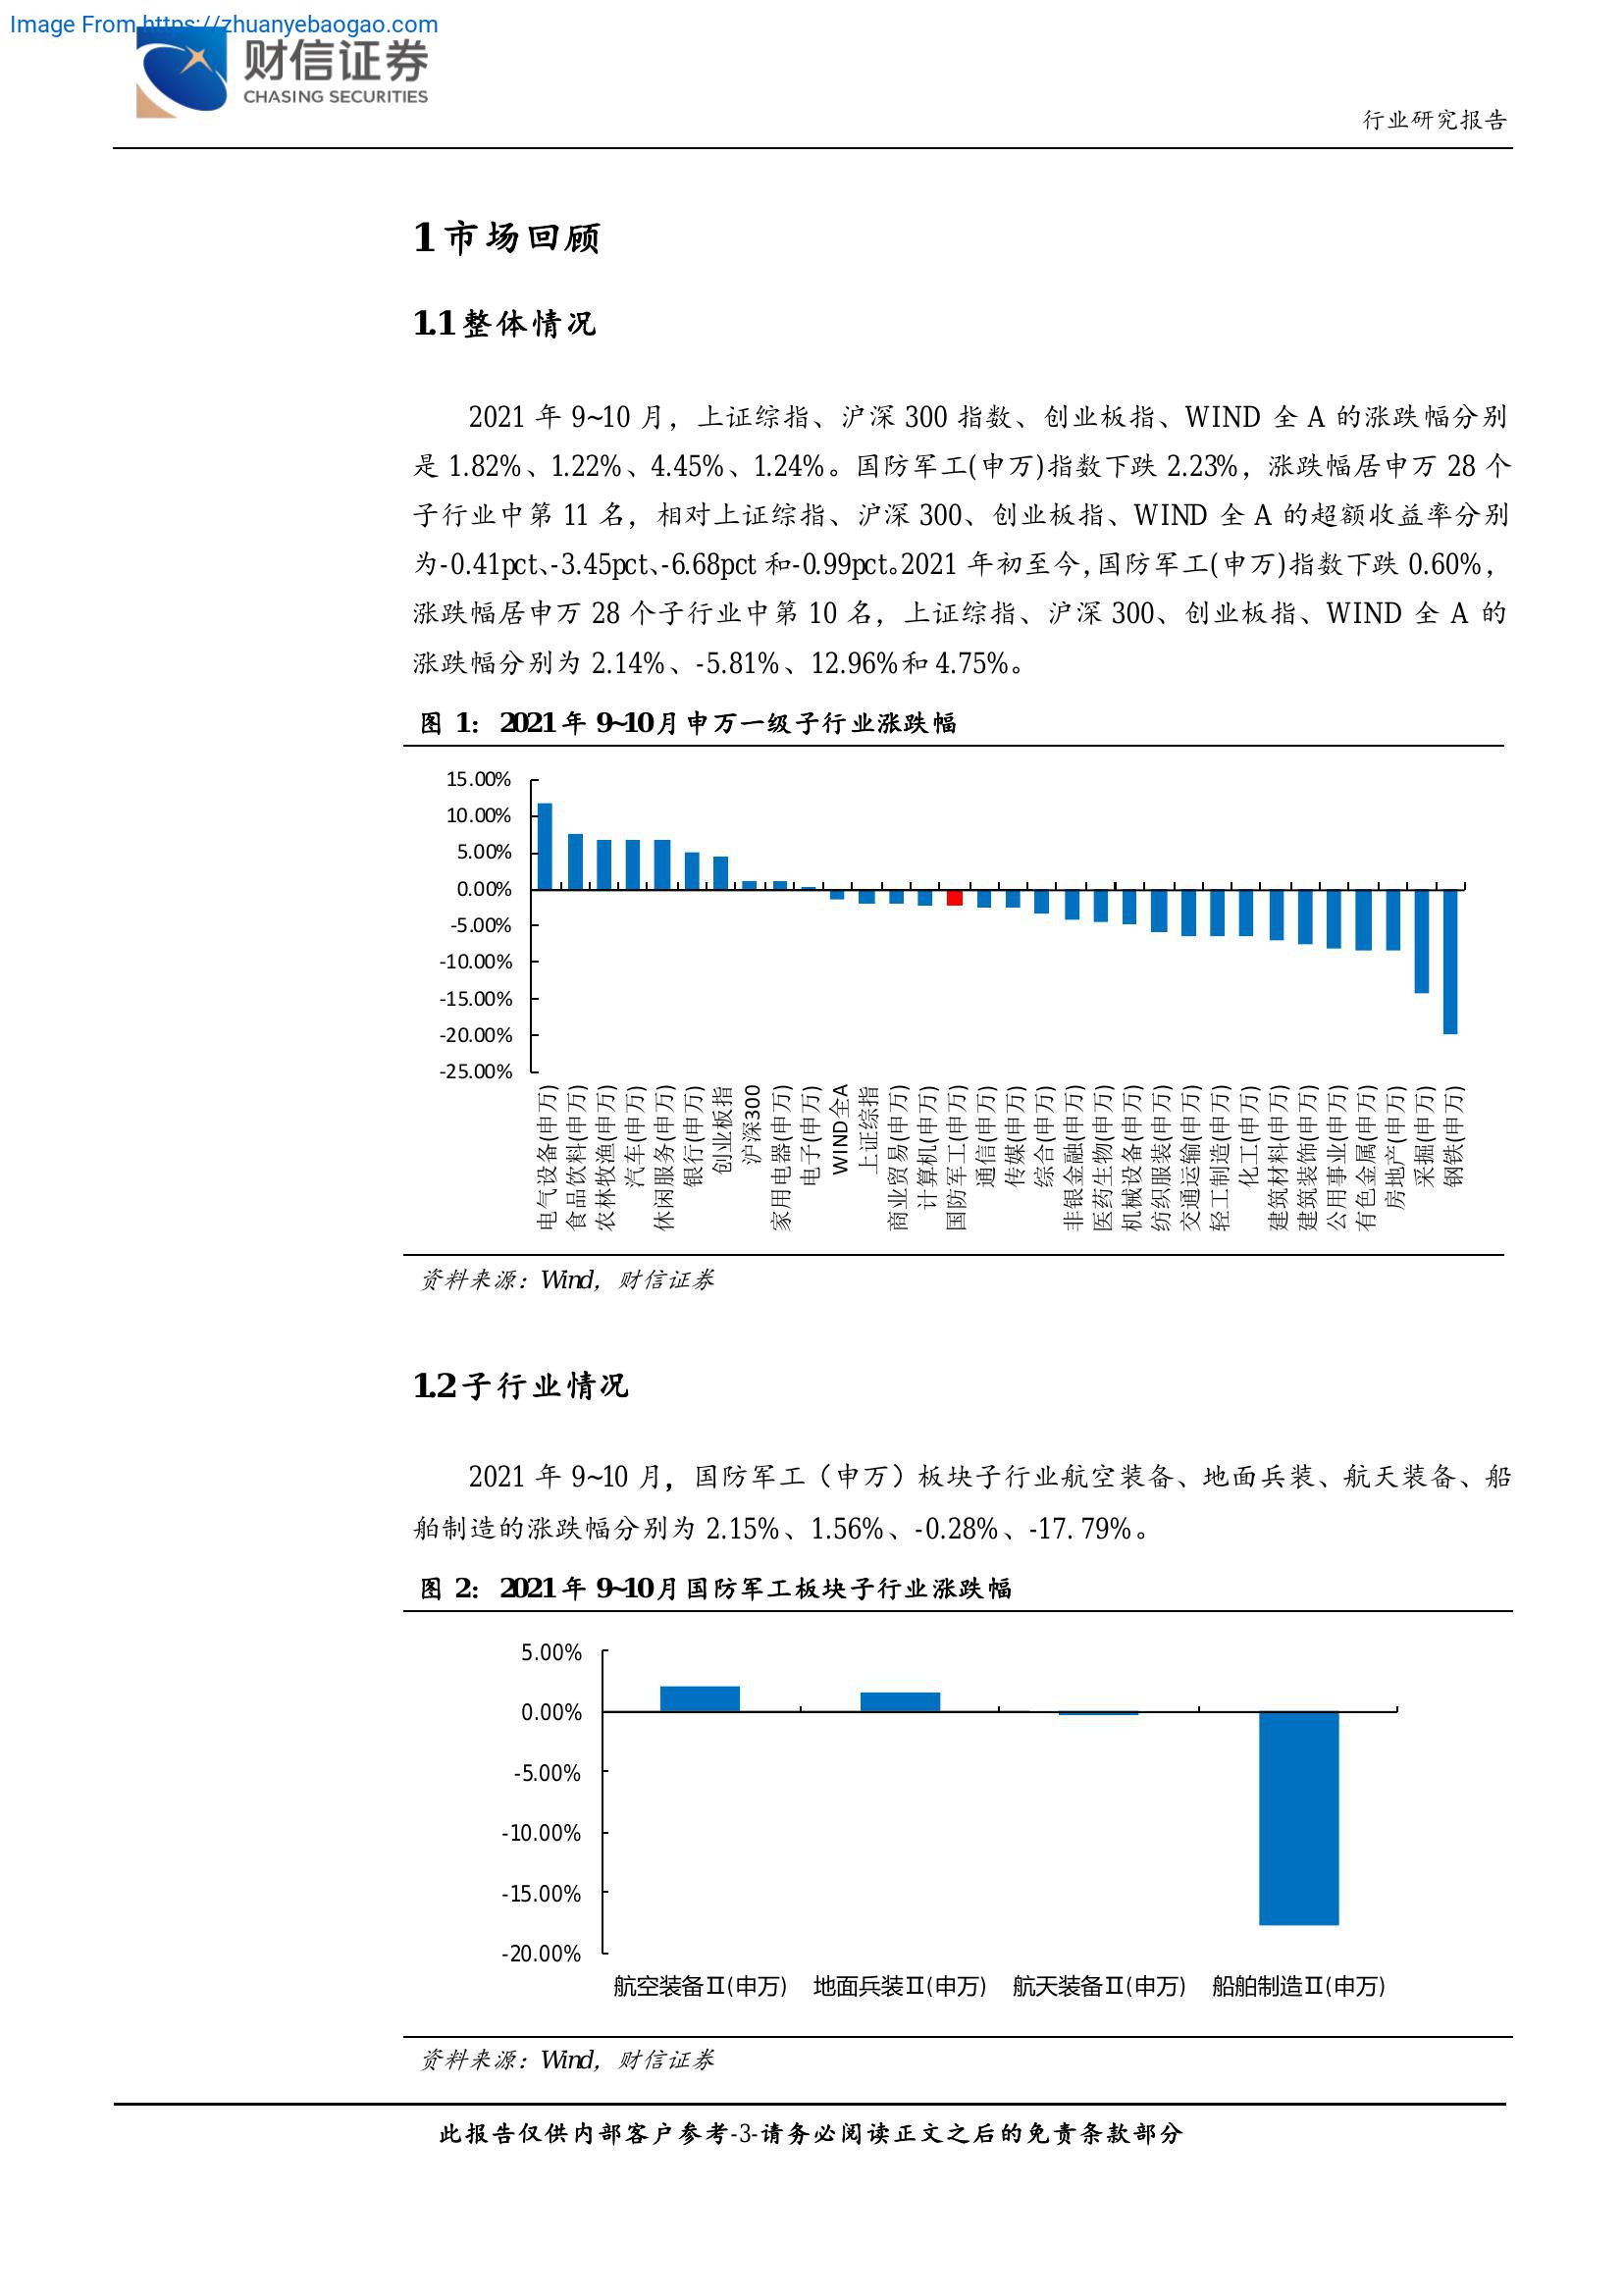 Image From https://zhuanyebaogao.com
财信证券
CHASING SECURITIES
行业研究报告
1 市场回顾
1.1 整体情况
2021 年 9~10 月，上证综指、沪深 300 指数、创业板指、WIND 全 A 的涨跌幅分别
是 1.82%、1.22%、4.45%、1.24%。国防军工(申万)指数下跌 2.23%，涨跌幅居申万 28 个
子行业中第 11 名，相对上证综指、沪深 300、创业板指、WIND 全 A 的超额收益率分别
为-0.41pct、-3.45pct、-6.68pct 和-0.99pct。2021 年初至今，国防军工(申万)指数下跌 0.60%，
涨跌幅居申万 28 个子行业中第 10 名，上证综指、沪深 300、创业板指、WIND 全 A 的
涨跌幅分别为 2.14%、-5.81%、12.96%和 4.75%。
图 1：2021 年 9~10 月申万一级子行业涨跌幅
15.00%
10.00%
5.00%
0.00%
-5.00%
-10.00%
-15.00%
-20.00%
-25.00%
电气设备(申万)
食品饮料(申万)
农林牧渔(申万)
汽车(申万)
休闲服务(申万)
银行(申万)
创业板指
沪深300
家用电器(申万)
电子(申万)
WIND全A
上证综指
商业贸易(申万)
计算机(申万)
国防军工(申万)
通信(申万)
传媒(申万)
综合(申万)
非银金融(申万)
医药生物(申万)
机械设备(申万)
纺织服装(申万)
交通运输(申万)
轻工制造(申万)
化工(申万)
建筑材料(申万)
建筑装饰(申万)
公用事业(申万)
有色金属(申万)
房地产(申万)
采掘(申万)
钢铁(申万)
资料来源：Wind，财信证券
1.2 子行业情况
2021 年 9~10 月，国防军工（申万）板块子行业航空装备、地面兵装、航天装备、船
舶制造的涨跌幅分别为 2.15%、1.56%、-0.28%、-17.79%。
图 2：2021 年 9~10 月国防军工板块子行业涨跌幅
5.00%
0.00%
-5.00%
-10.00%
-15.00%
-20.00%
航空装备Ⅱ(申万) 地面兵装Ⅱ(申万) 航天装备Ⅱ(申万) 船舶制造Ⅱ(申万)
资料来源：Wind，财信证券
此报告仅供内部客户参考-3-请务必阅读正文之后的免责条款部分